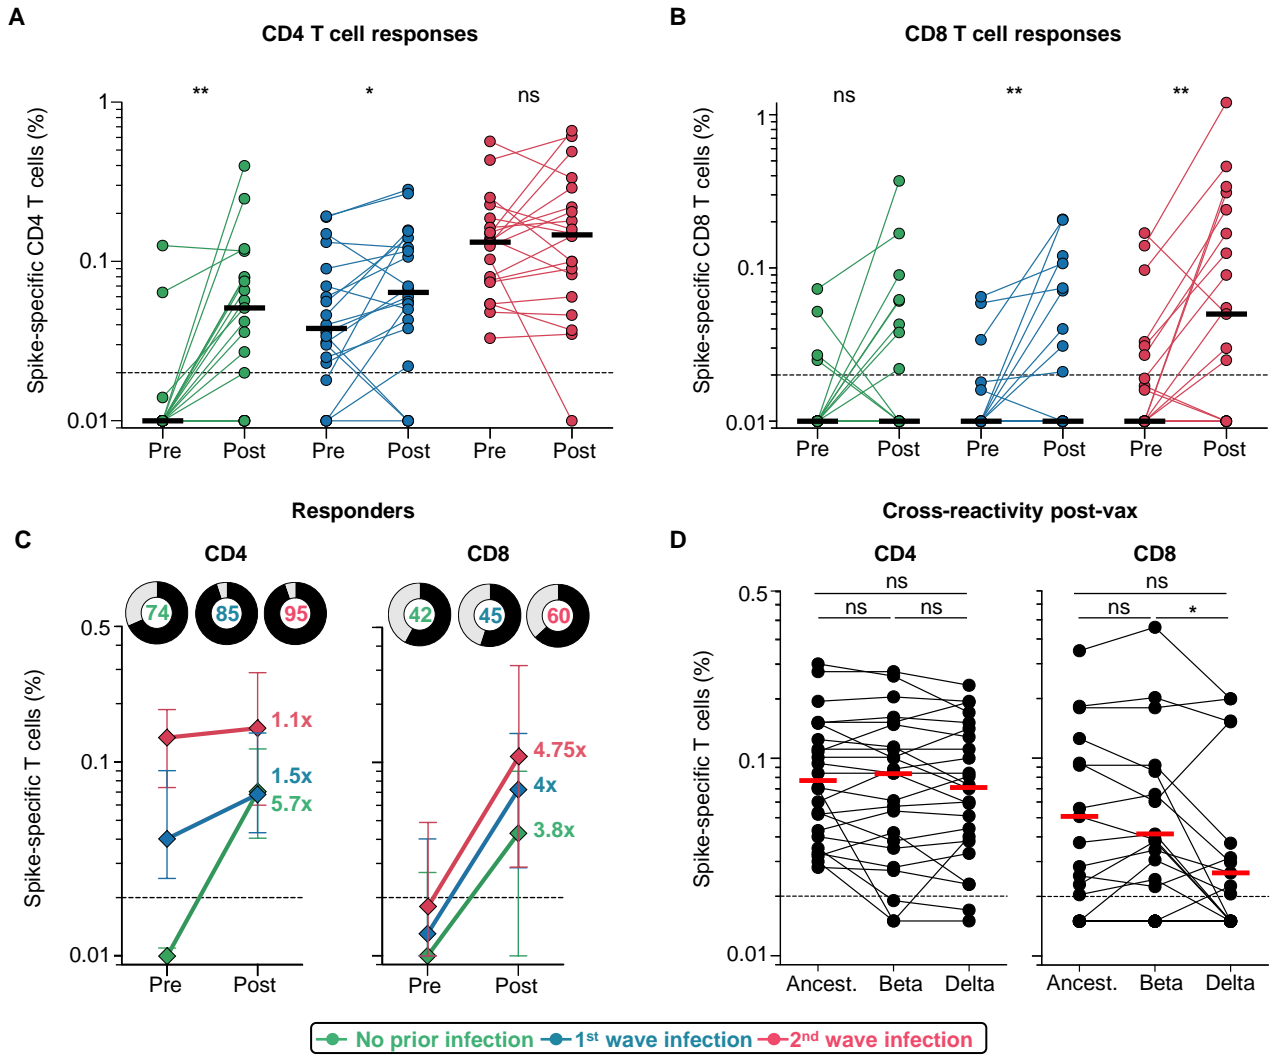 A
CD4 T cell responses
Spike-specific CD4 T cells (%)
1
0.1
0.01
**
*
ns
Pre Post Pre Post Pre Post
B
CD8 T cell responses
Spike-specific CD8 T cells (%)
1
0.1
0.01
ns
**
**
Pre Post Pre Post Pre Post
C
Responders
CD4
74 85 95
Spike-specific T cells (%)
0.5
0.1
0.01
1.1x
1.5x
5.7x
Pre Post
CD8
42 45 60
4.75x
4x
3.8x
Pre Post
D
Cross-reactivity post-vax
CD4
Spike-specific T cells (%)
0.5
0.1
0.01
ns
ns ns
Ancest. Beta Delta
CD8
ns
ns *
Ancest. Beta Delta
No prior infection 1st wave infection 2nd wave infection